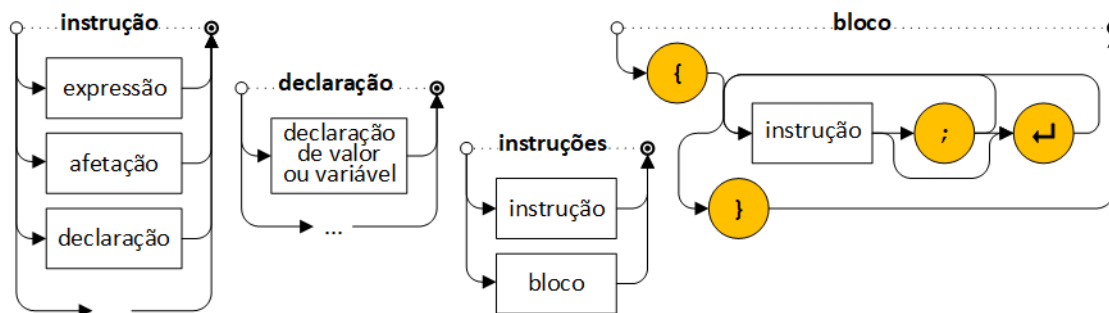 instrução
expressão
afetação
declaração
declaração
declaração
de valor
ou variável
...
instruções
instrução
bloco
bloco
{
instrução
;
↵
}